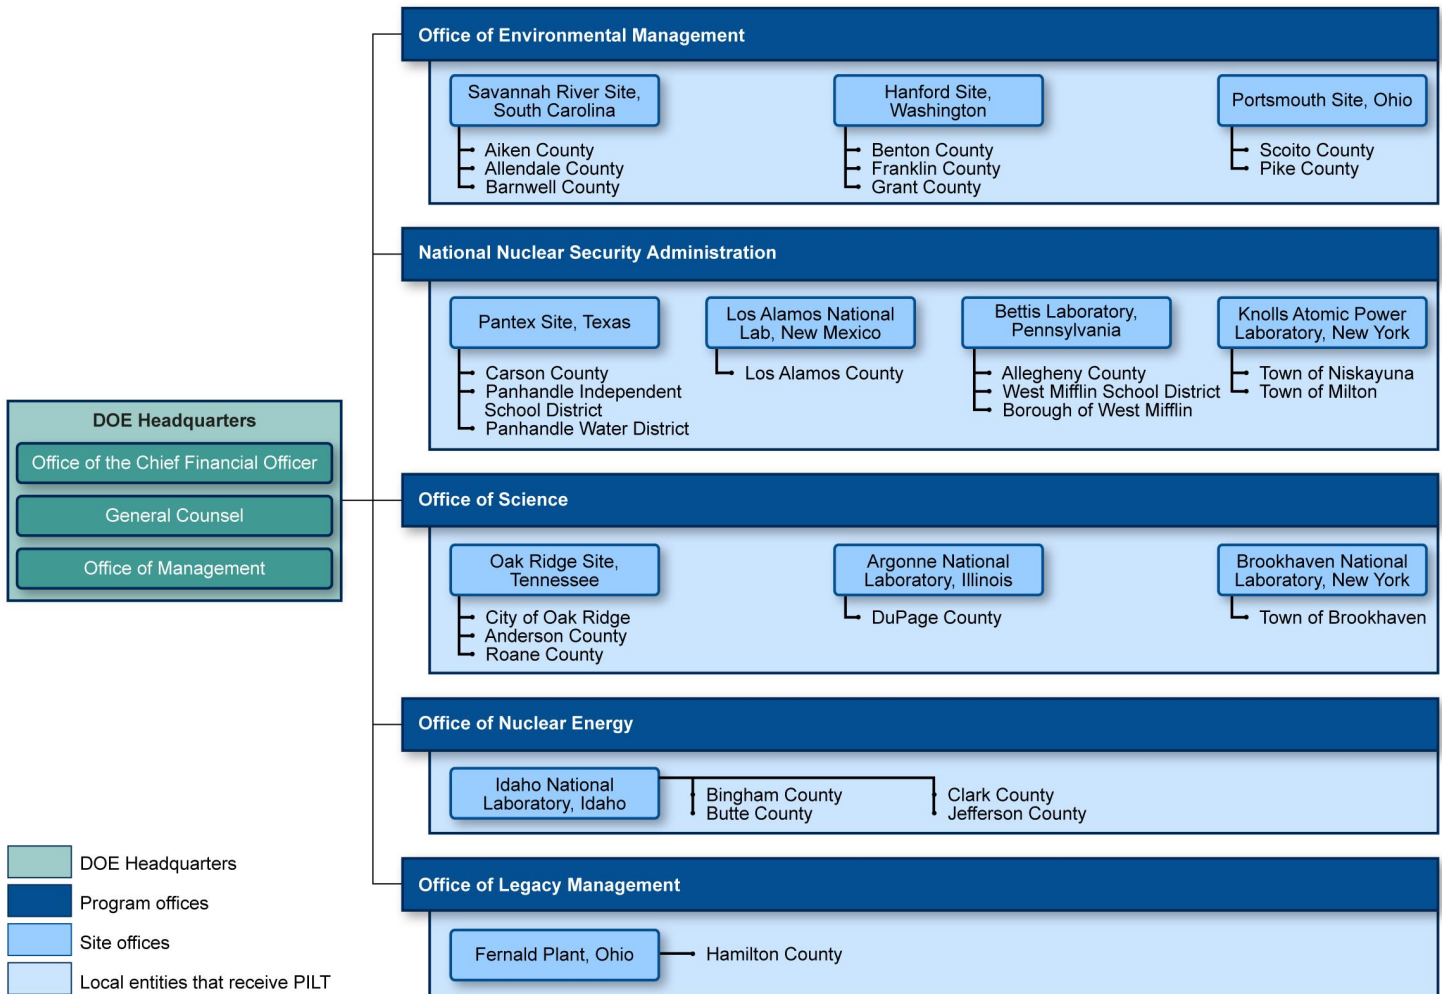 Office of Environmental Management
Savannah River Site,
South Carolina
Aiken County
Allendale County
Barnwell County
Hanford Site,
Washington
Benton County
Franklin County
Grant County
Portsmouth Site, Ohio
Scoito County
Pike County
National Nuclear Security Administration
Pantex Site, Texas
Carson County
Panhandle Independent
School District
Panhandle Water District
Los Alamos National
Lab, New Mexico
Los Alamos County
Bettis Laboratory,
Pennsylvania
Allegheny County
West Mifflin School District
Borough of West Mifflin
Knolls Atomic Power
Laboratory, New York
Town of Niskayuna
Town of Milton
DOE Headquarters
Office of the Chief Financial Officer
General Counsel
Office of Management
Office of Science
Oak Ridge Site,
Tennessee
City of Oak Ridge
Anderson County
Roane County
Argonne National
Laboratory, Illinois
DuPage County
Brookhaven National
Laboratory, New York
Town of Brookhaven
Office of Nuclear Energy
Idaho National
Laboratory, Idaho
Bingham County
Butte County
Clark County
Jefferson County
Office of Legacy Management
Fernald Plant, Ohio
Hamilton County
DOE Headquarters
Program offices
Site offices
Local entities that receive PILT